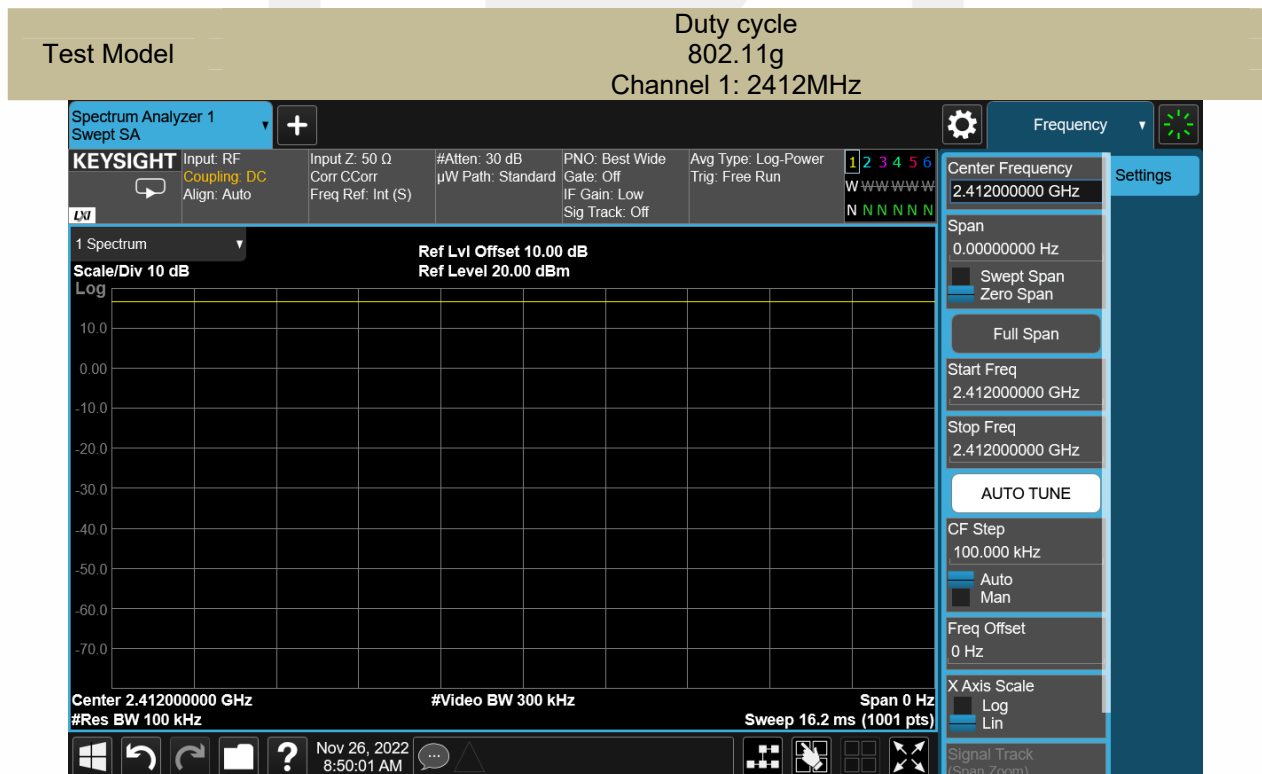 Duty cycle
Test Model
802.11g
Channel 1: 2412MHz
Spectrum Analyzer 1
Swept SA
Frequency
KEYSIGHT
LXI
Input: RF
Coupling: DC
Align: Auto
Input Z: 50 Ω
Corr CCorr
Freq Ref: Int (S)
#Atten: 30 dB
µW Path: Standard
PNO: Best Wide
Gate: Off
IF Gain: Low
Sig Track: Off
Avg Type: Log-Power
Trig: Free Run
1 2 3 4 5 6
W W W W W W
N N N N N N
1 Spectrum
Scale/Div 10 dB
Ref Lvl Offset 10.00 dB
Ref Level 20.00 dBm
Log
10.0
0.00
-10.0
-20.0
-30.0
-40.0
-50.0
-60.0
-70.0
Center 2.412000000 GHz
#Res BW 100 kHz
#Video BW 300 kHz
Span 0 Hz
Sweep 16.2 ms (1001 pts)
Nov 26, 2022
8:50:01 AM
Center Frequency
2.412000000 GHz
Settings
Span
0.00000000 Hz
Swept Span
Zero Span
Full Span
Start Freq
2.412000000 GHz
Stop Freq
2.412000000 GHz
AUTO TUNE
CF Step
100.000 kHz
Auto
Man
Freq Offset
0 Hz
X Axis Scale
Log
Lin
Signal Track
(Span Zoom)